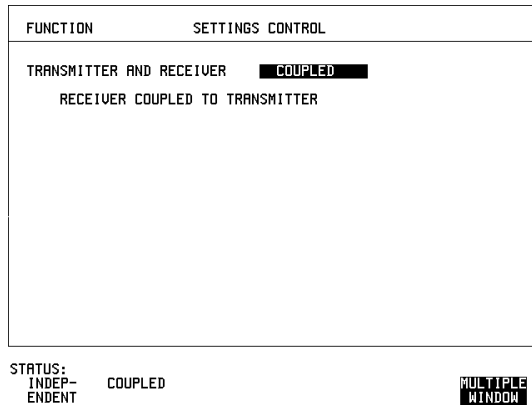 FUNCTION SETTINGS CONTROL
TRANSMITTER AND RECEIVER COUPLED
RECEIVER COUPLED TO TRANSMITTER
STATUS:
INDEP- COUPLED MULTIPLE
ENDENT WINDOW